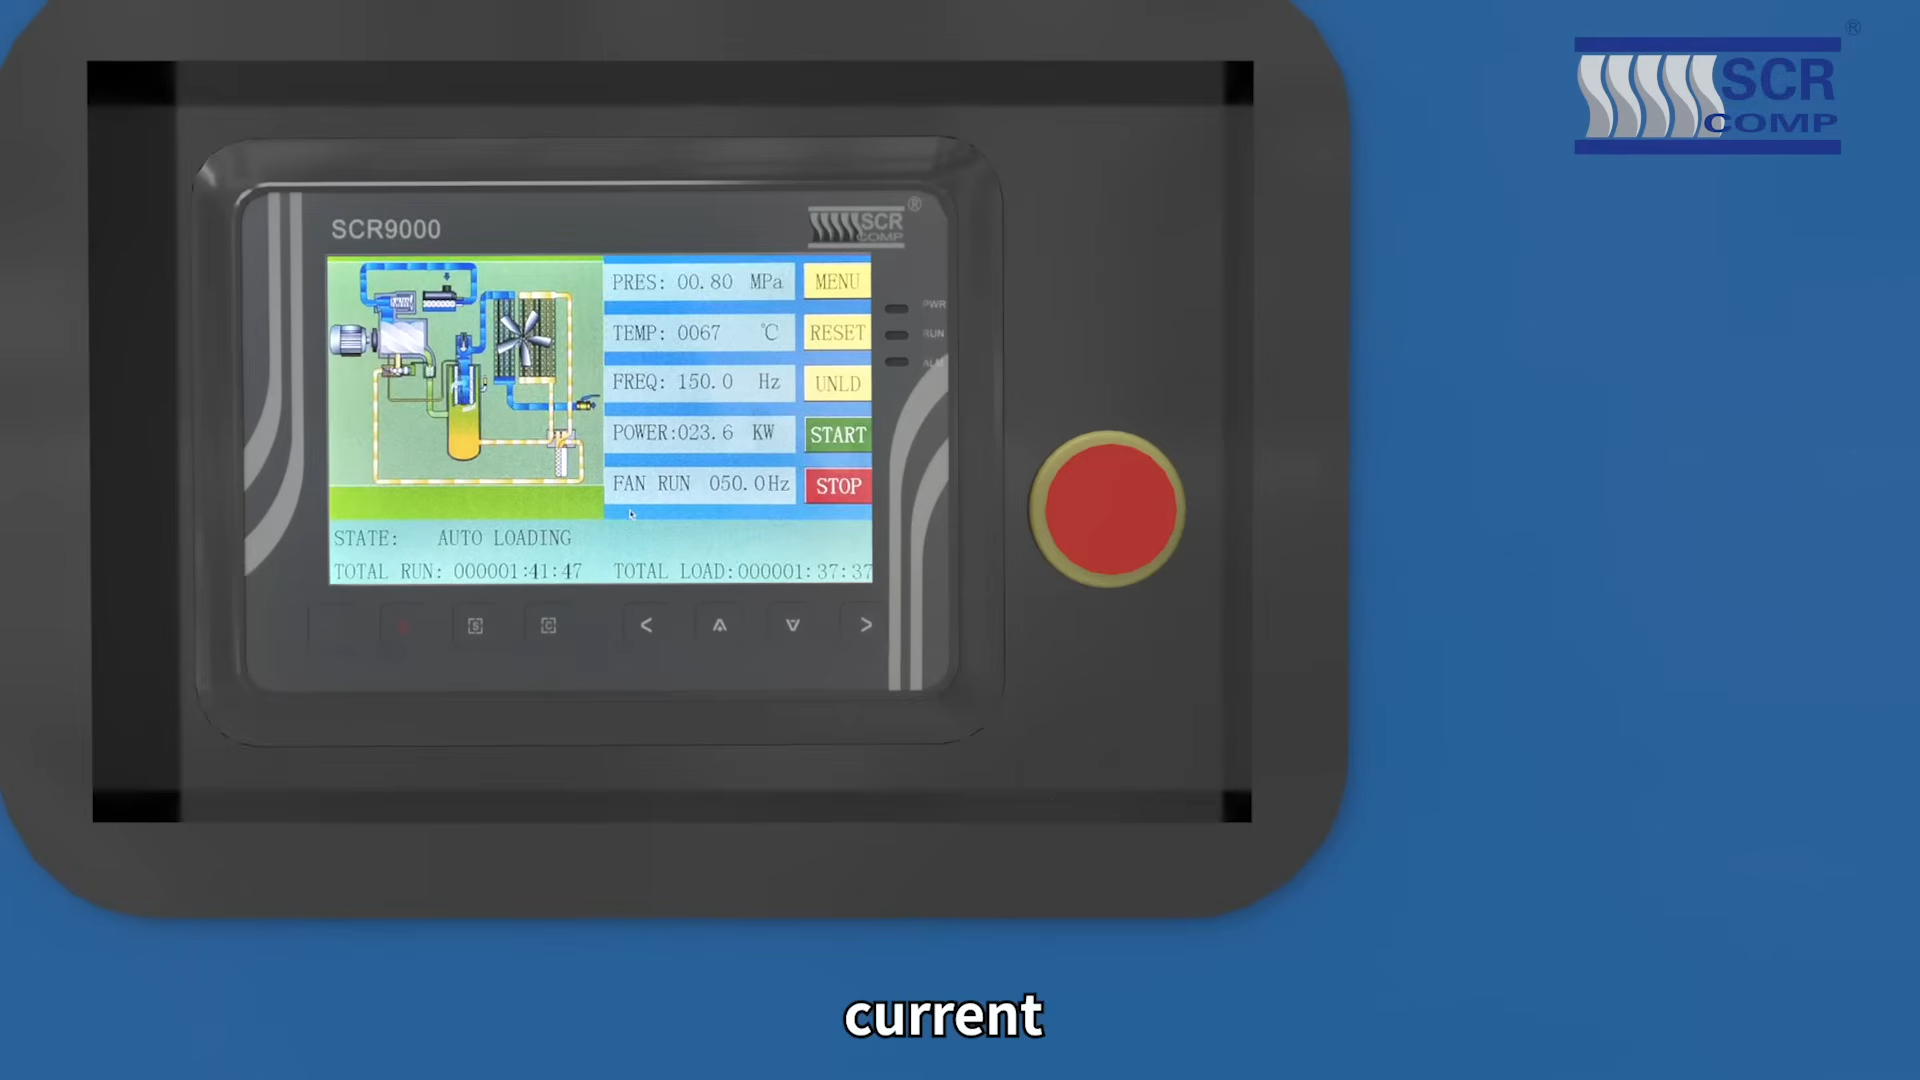 ®
SCR
COMP
SCR9000
®
SCR
COMP
PRES: 00.80 MPa
MENU
TEMP: 0067 ℃
RESET
FREQ: 150.0 Hz
UNLD
POWER:023.6 KW
START
FAN RUN 050.0Hz
STOP
PWR
RUN
ALM
STATE: AUTO LOADING
TOTAL RUN: 000001:41:47 TOTAL LOAD:000001:37:37
S
C
current